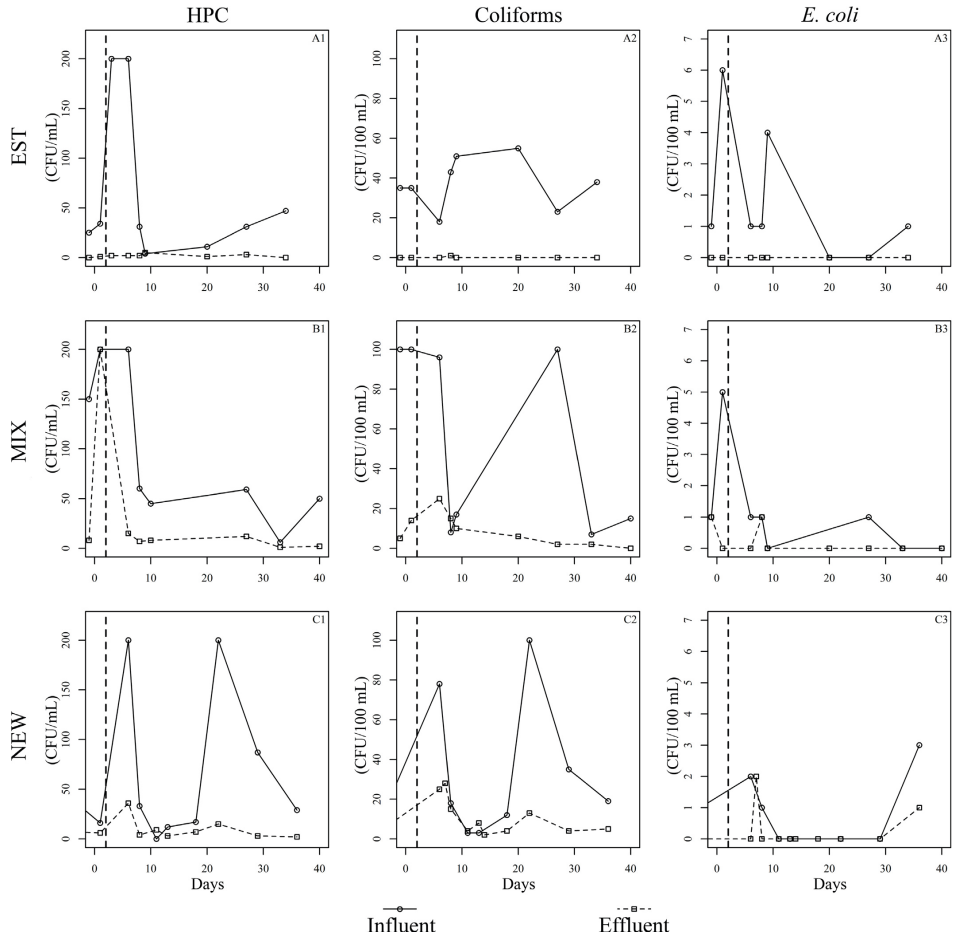 HPC Coliforms E. coli
EST
(CFU/mL)
0 50 100 150 200
A1
0 10 20 30 40
(CFU/100 mL)
0 20 40 60 80 100
A2
0 10 20 30 40
(CFU/100 mL)
0 1 2 3 4 5 6 7
A3
0 10 20 30 40
MIX
(CFU/mL)
0 50 100 150 200
B1
0 10 20 30 40
(CFU/100 mL)
0 20 40 60 80 100
B2
0 10 20 30 40
(CFU/100 mL)
0 1 2 3 4 5 6 7
B3
0 10 20 30 40
NEW
(CFU/mL)
0 50 100 150 200
C1
0 10 20 30 40
Days
(CFU/100 mL)
0 20 40 60 80 100
C2
0 10 20 30 40
Days
(CFU/100 mL)
0 1 2 3 4 5 6 7
C3
0 10 20 30 40
Days
Influent Effluent